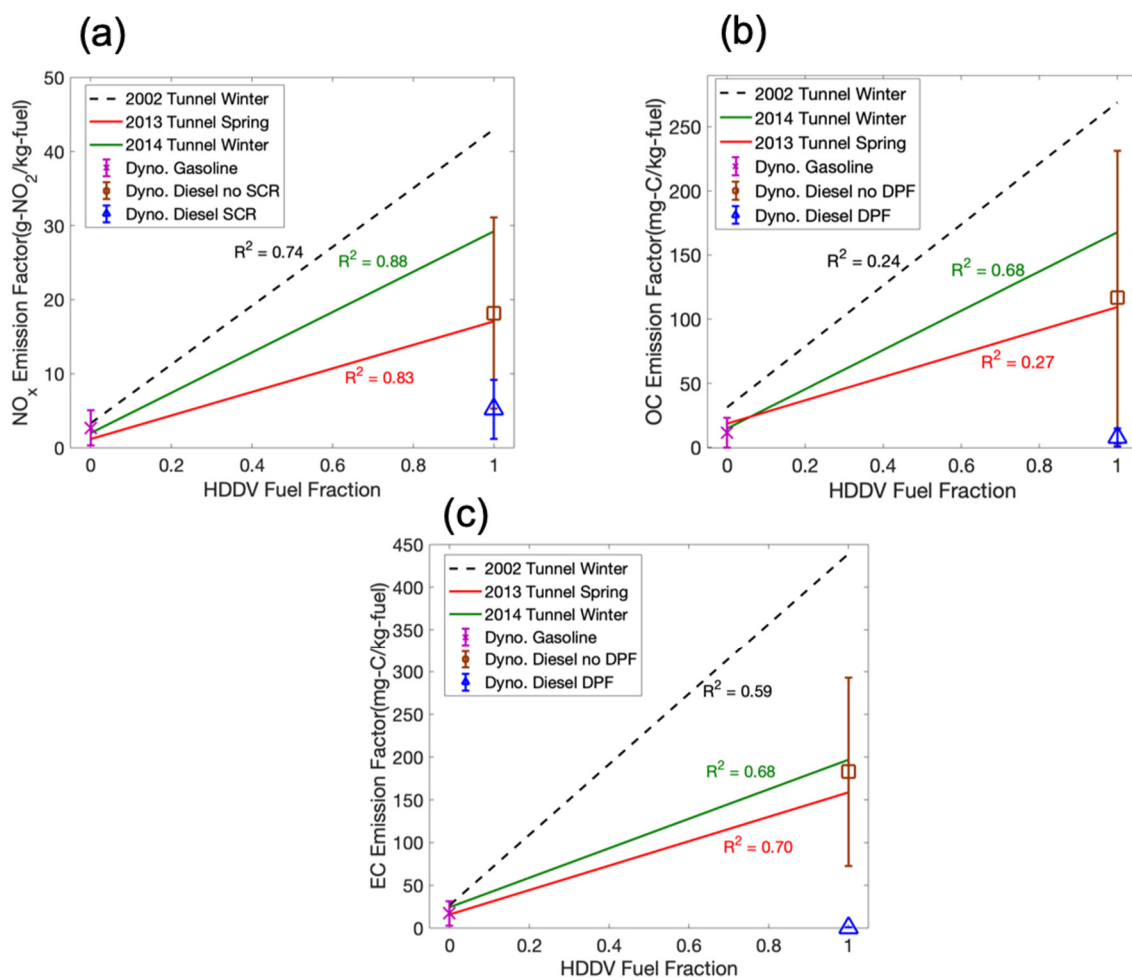 (a)
NOx Emission Factor(g-NO2/kg-fuel)
50
40
30
20
10
0
2002 Tunnel Winter
2013 Tunnel Spring
2014 Tunnel Winter
Dyno. Gasoline
Dyno. Diesel no SCR
Dyno. Diesel SCR
R2 = 0.74
R2 = 0.88
R2 = 0.83
0 0.2 0.4 0.6 0.8 1
HDDV Fuel Fraction
(b)
OC Emission Factor(mg-C/kg-fuel)
250
200
150
100
50
0
2002 Tunnel Winter
2014 Tunnel Winter
2013 Tunnel Spring
Dyno. Gasoline
Dyno. Diesel no DPF
Dyno. Diesel DPF
R2 = 0.24
R2 = 0.68
R2 = 0.27
0 0.2 0.4 0.6 0.8 1
HDDV Fuel Fraction
(c)
EC Emission Factor(mg-C/kg-fuel)
450
400
350
300
250
200
150
100
50
0
2002 Tunnel Winter
2013 Tunnel Spring
2014 Tunnel Winter
Dyno. Gasoline
Dyno. Diesel no DPF
Dyno. Diesel DPF
R2 = 0.59
R2 = 0.68
R2 = 0.70
0 0.2 0.4 0.6 0.8 1
HDDV Fuel Fraction